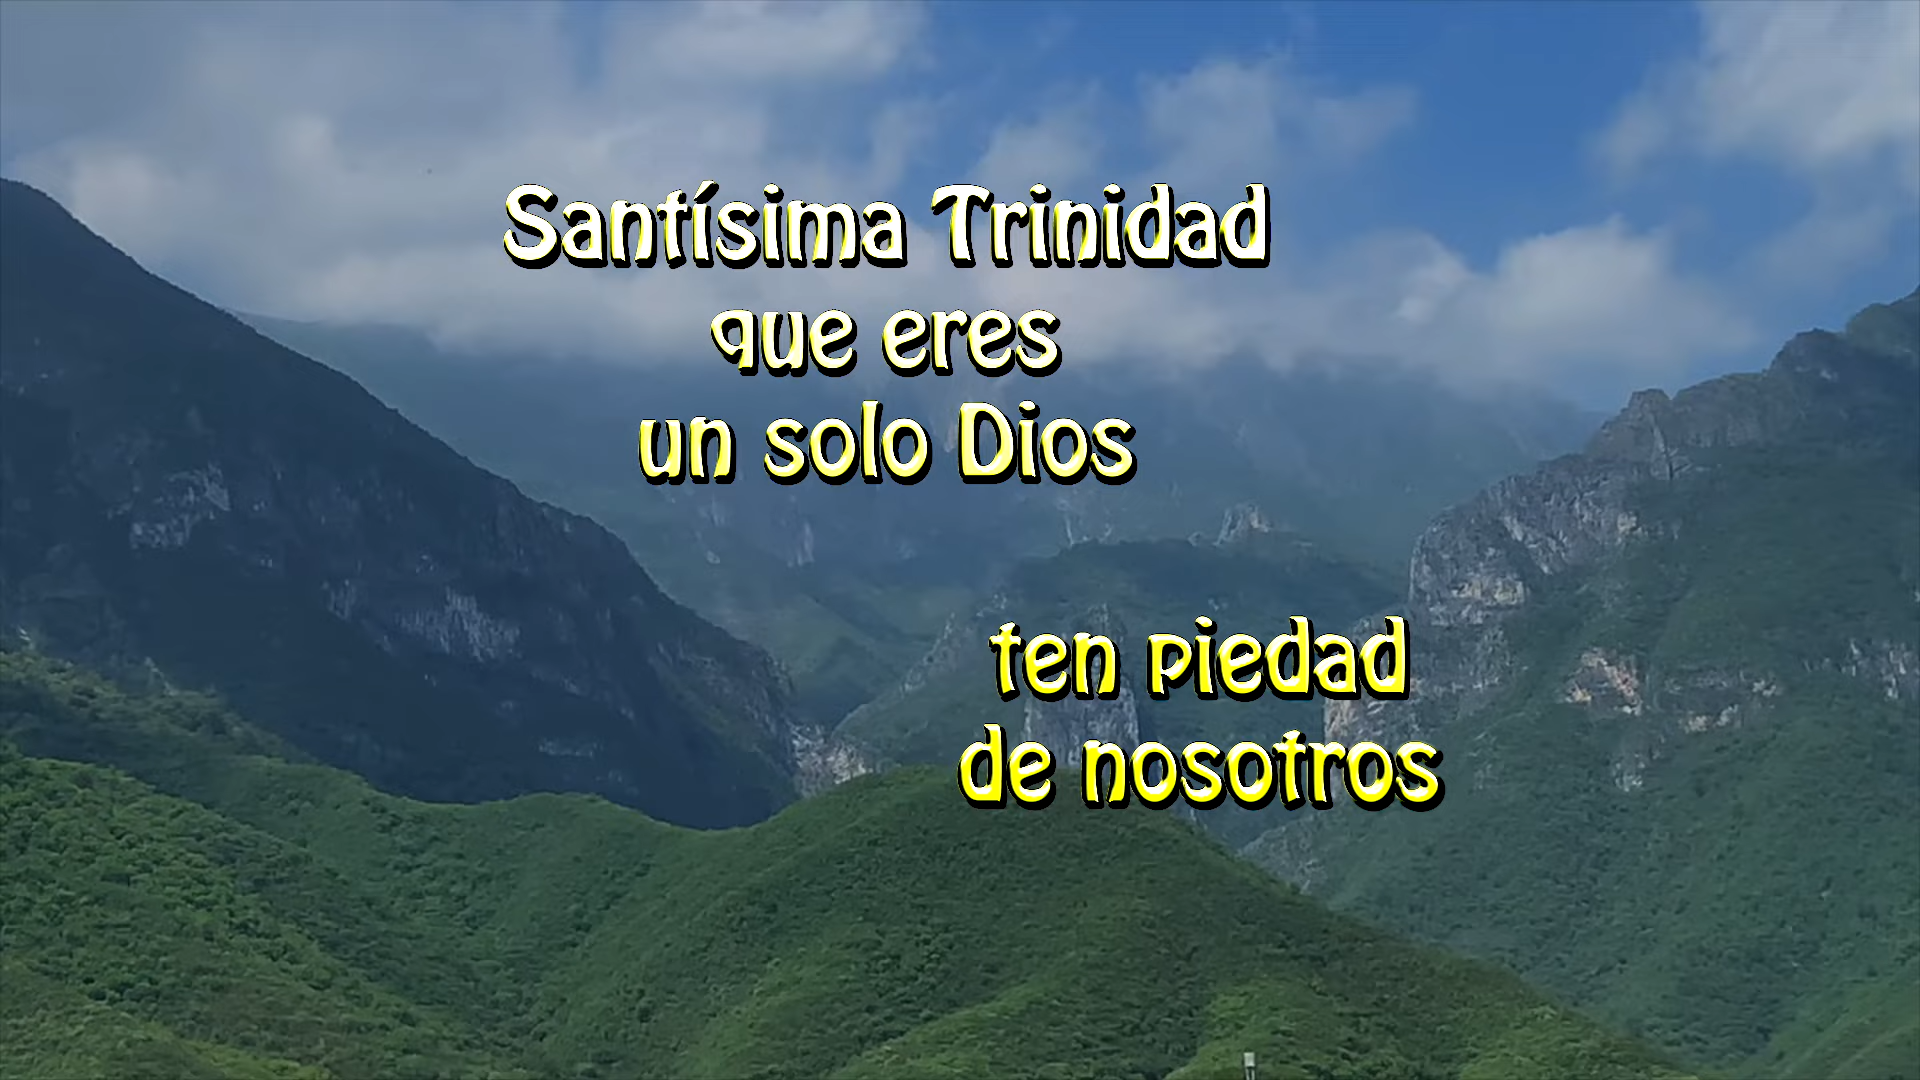 Santísima Trinidad
que eres
un solo Dios
ten piedad
de nosotros